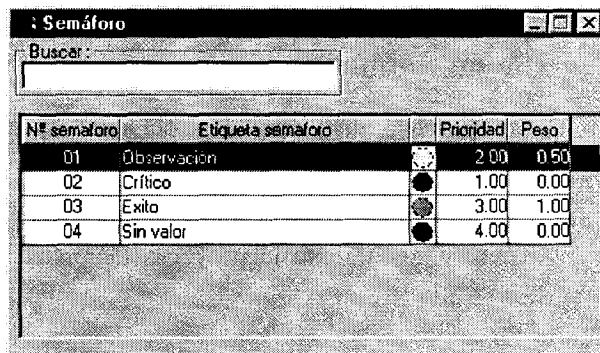 : Semáforo
Buscar :
Nº semaforo Etiqueta semaforo Prioridad Peso
01 Observación 2.00 0.50
02 Crítico 1.00 0.00
03 Exito 3.00 1.00
04 Sin valor 4.00 0.00